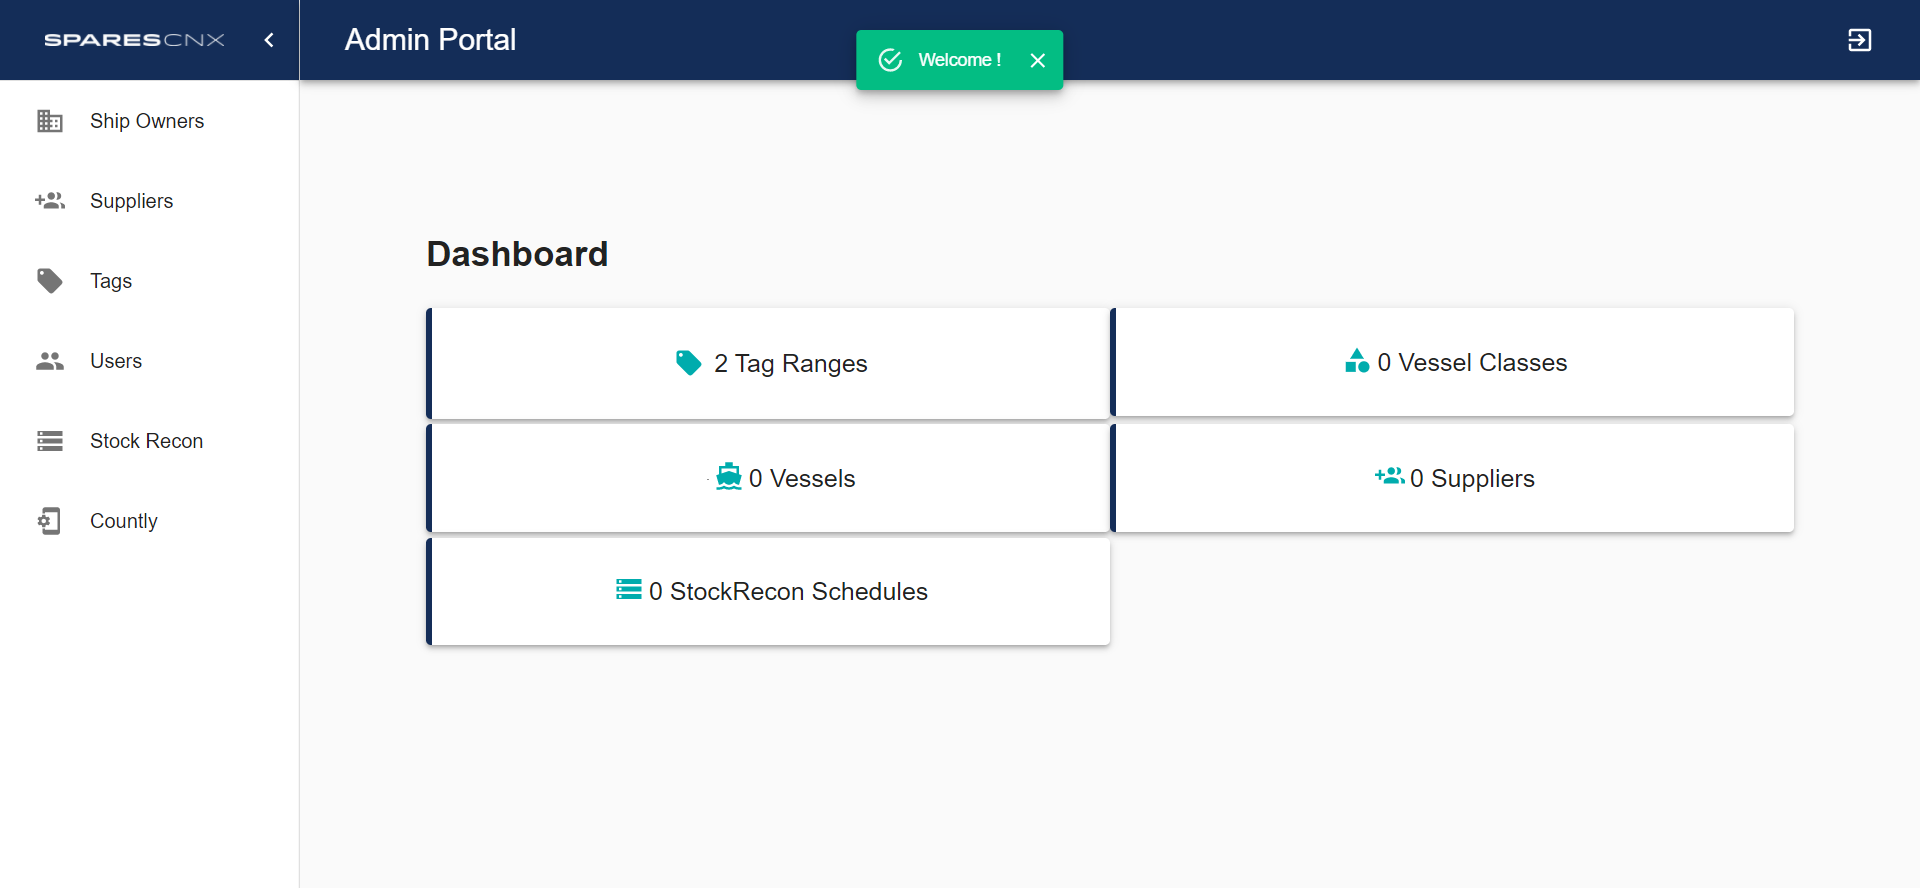 SPARESCNX
Admin Portal
Welcome !
Ship Owners
Suppliers
Tags
Users
Stock Recon
Countly
Dashboard
2 Tag Ranges
0 Vessel Classes
0 Vessels
0 Suppliers
0 StockRecon Schedules